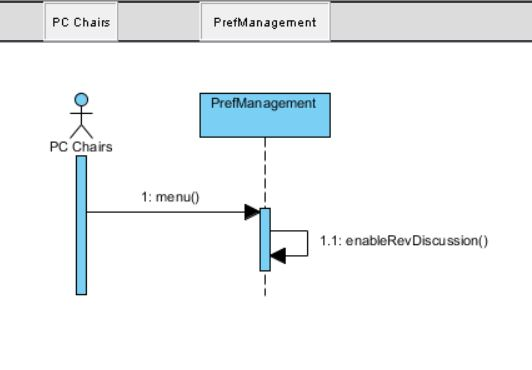 PC Chairs
PrefManagement
PrefManagement
PC Chairs
1: menu()
1.1: enableRevDiscussion()